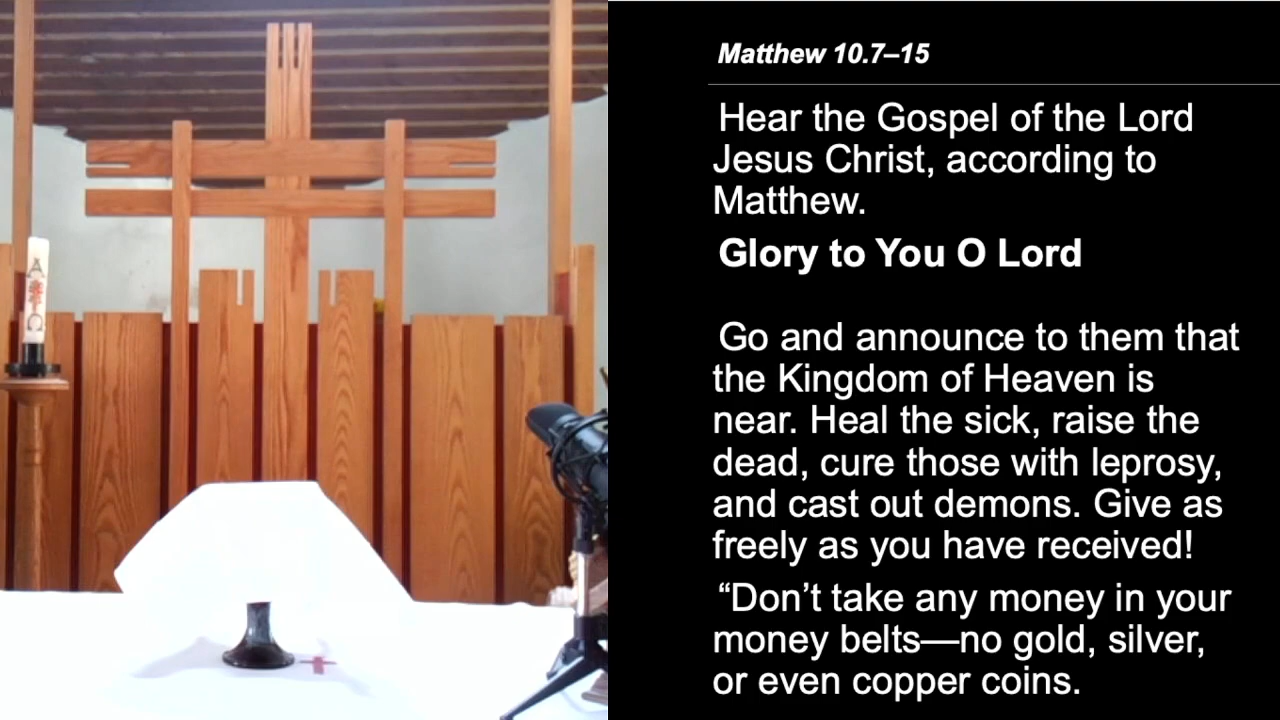 Α
Ω
Matthew 10.7–15
Hear the Gospel of the Lord
Jesus Christ, according to
Matthew.
Glory to You O Lord
Go and announce to them that
the Kingdom of Heaven is
near. Heal the sick, raise the
dead, cure those with leprosy,
and cast out demons. Give as
freely as you have received!
“Don’t take any money in your
money belts—no gold, silver,
or even copper coins.